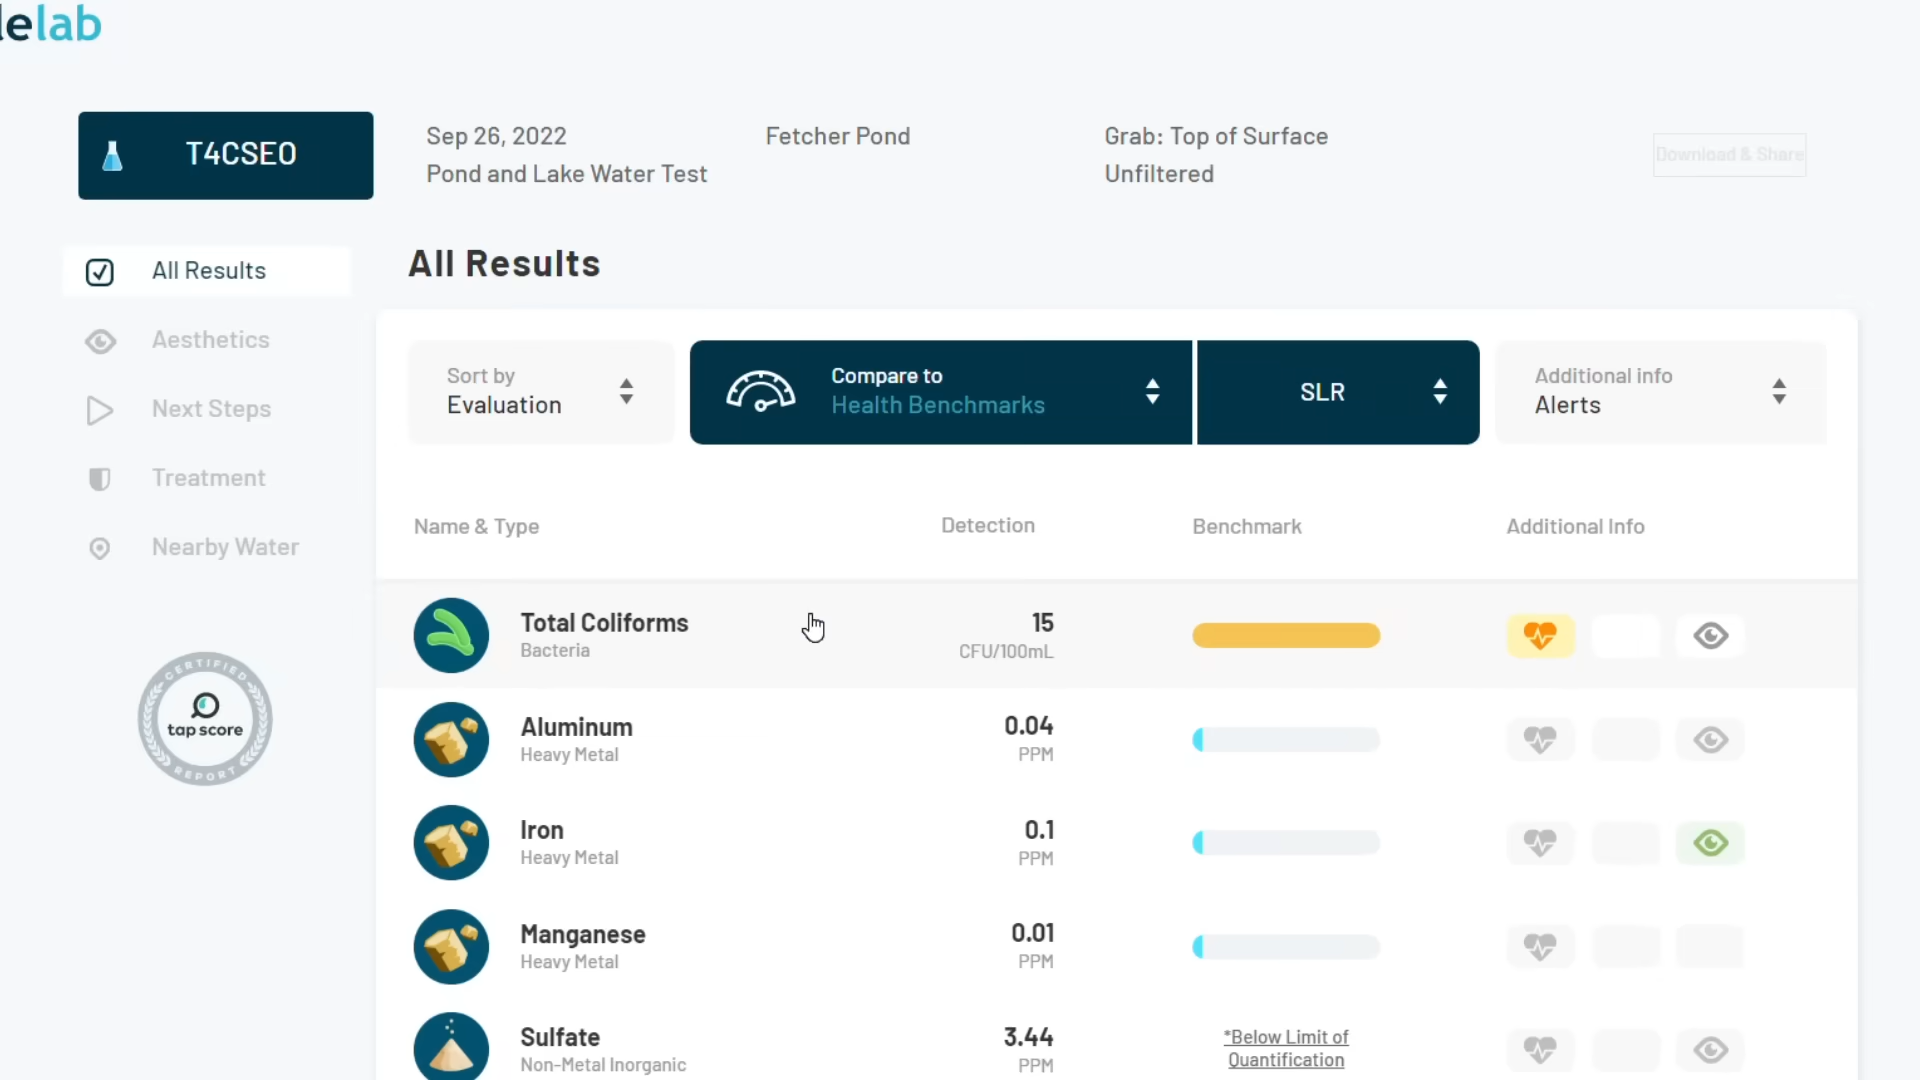 lelab
T4CSEO
Sep 26, 2022
Pond and Lake Water Test
Fetcher Pond
Grab: Top of Surface
Unfiltered
Download & Share
All Results
Aesthetics
Next Steps
Treatment
Nearby Water
CERTIFIED
tap score
REPORT
All Results
Sort by
Evaluation
Compare to
Health Benchmarks
SLR
Additional info
Alerts
Name & Type
Detection
Benchmark
Additional Info
Total Coliforms
Bacteria
15
CFU/100mL
Aluminum
Heavy Metal
0.04
PPM
Iron
Heavy Metal
0.1
PPM
Manganese
Heavy Metal
0.01
PPM
Sulfate
Non-Metal Inorganic
3.44
PPM
*Below Limit of
Quantification